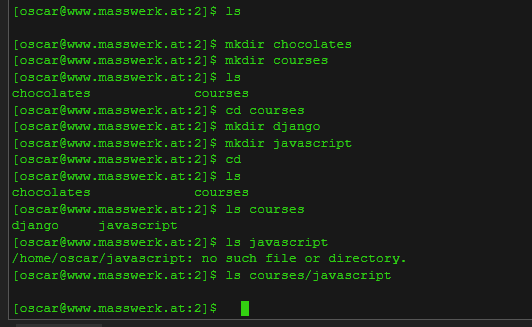 [oscar@www.masswerk.at:2]$ ls
[oscar@www.masswerk.at:2]$ mkdir chocolates
[oscar@www.masswerk.at:2]$ mkdir courses
[oscar@www.masswerk.at:2]$ ls
chocolates             courses
[oscar@www.masswerk.at:2]$ cd courses
[oscar@www.masswerk.at:2]$ mkdir django
[oscar@www.masswerk.at:2]$ mkdir javascript
[oscar@www.masswerk.at:2]$ cd
[oscar@www.masswerk.at:2]$ ls
chocolates             courses
[oscar@www.masswerk.at:2]$ ls courses
django     javascript
[oscar@www.masswerk.at:2]$ ls javascript
/home/oscar/javascript: no such file or directory.
[oscar@www.masswerk.at:2]$ ls courses/javascript
[oscar@www.masswerk.at:2]$